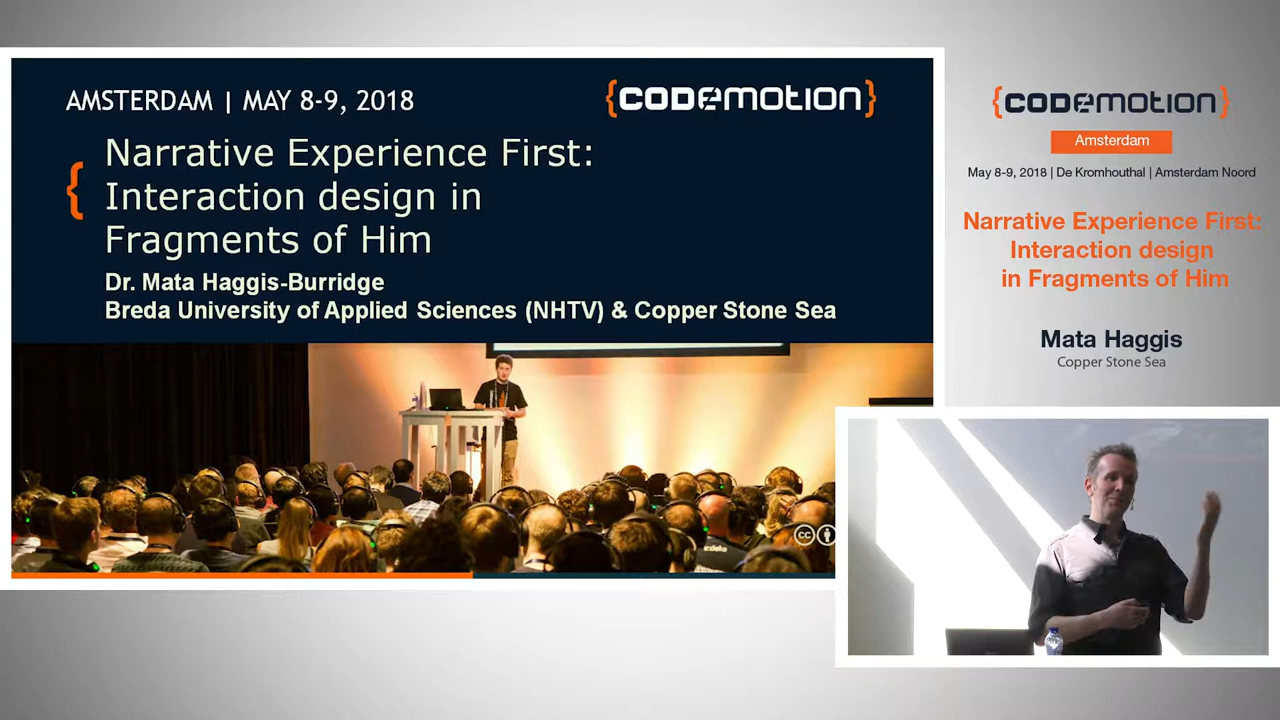 AMSTERDAM | MAY 8-9, 2018
{CODEMOTION}
{ Narrative Experience First:
Interaction design in
Fragments of Him
Dr. Mata Haggis-Burridge
Breda University of Applied Sciences (NHTV) & Copper Stone Sea
cc
{CODEMOTION}
Amsterdam
May 8-9, 2018 | De Kromhouthal | Amsterdam Noord
Narrative Experience First:
Interaction design
in Fragments of Him
Mata Haggis
Copper Stone Sea